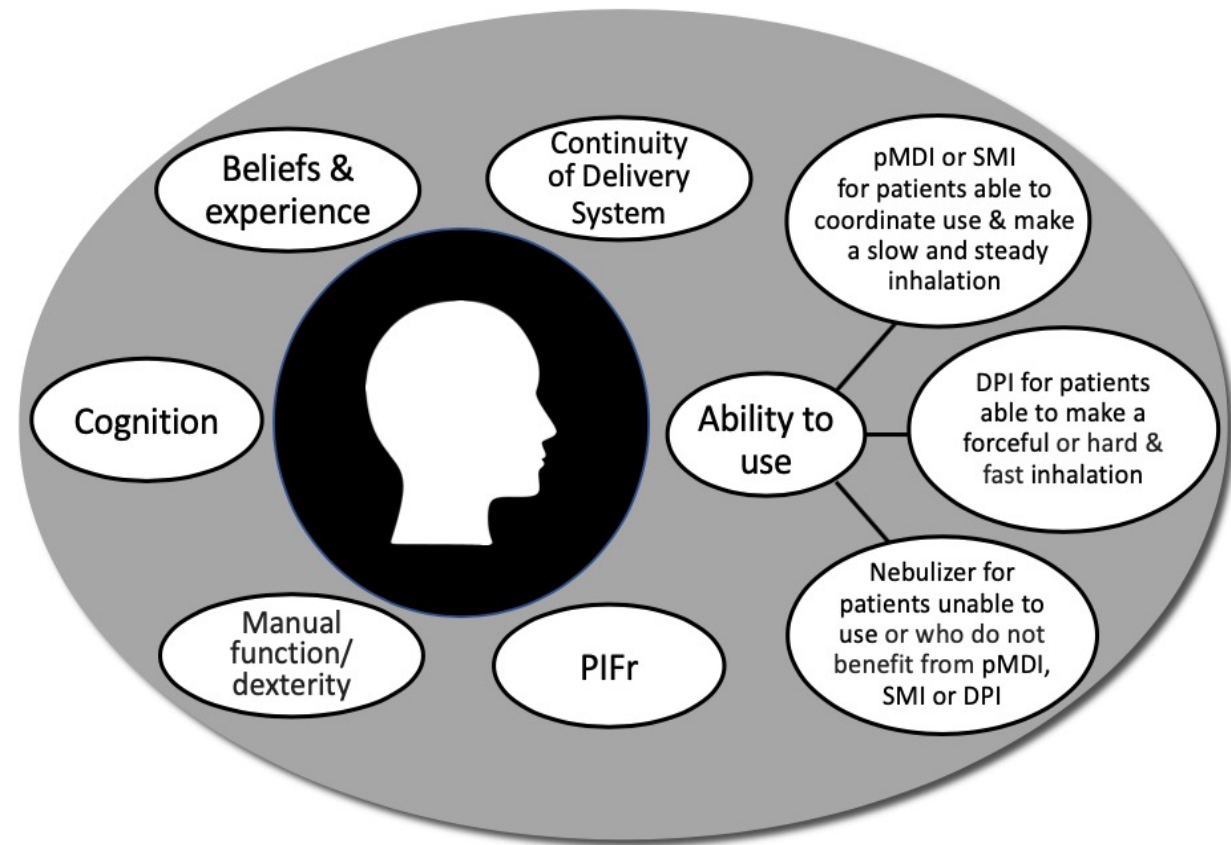 Beliefs &
experience
Continuity
of Delivery
System
pMDI or SMI
for patients able to
coordinate use & make
a slow and steady
inhalation
Cognition
Ability to
use
DPI for patients
able to make a
forceful or hard &
fast inhalation
Manual
function/
dexterity
PIFr
Nebulizer for
patients unable to
use or who do not
benefit from pMDI,
SMI or DPI